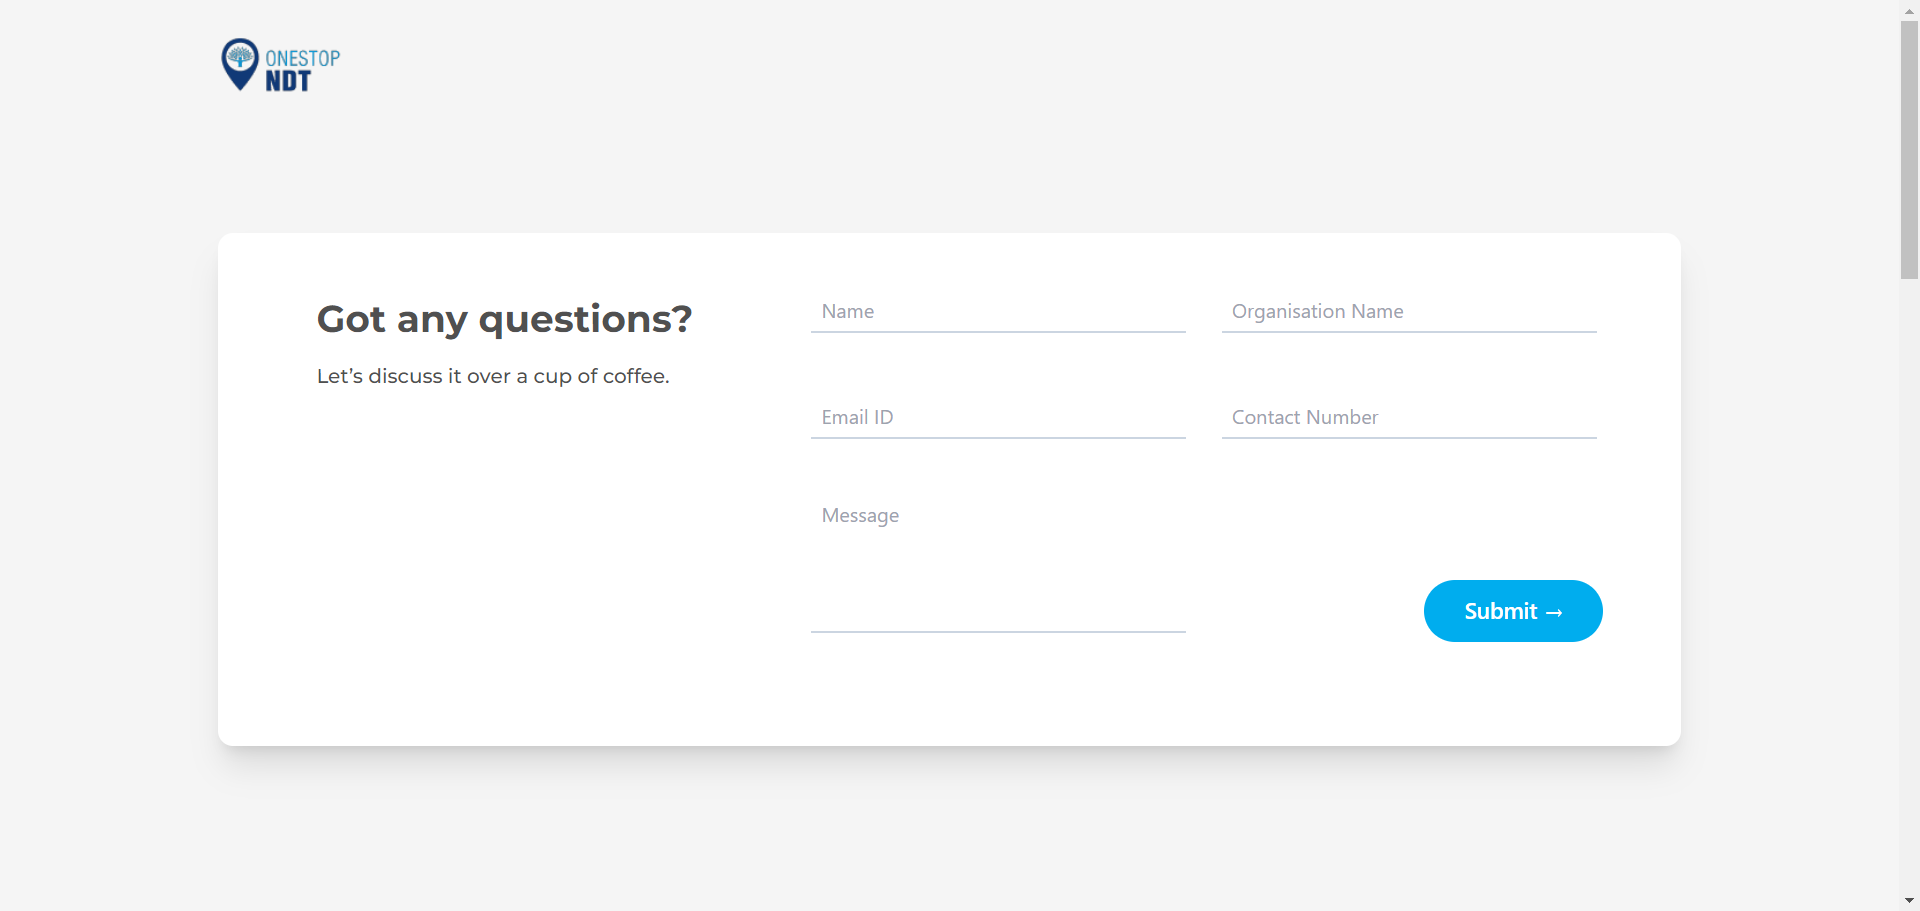 ONESTOP
NDT
Got any questions?
Let’s discuss it over a cup of coffee.
Name
Organisation Name
Email ID
Contact Number
Message
Submit →